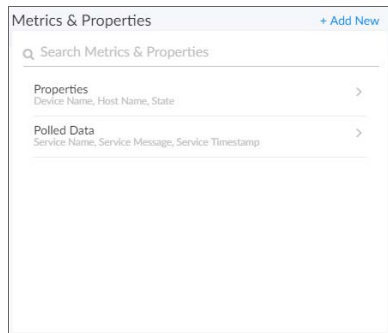 Metrics & Properties
+ Add New
Search Metrics & Properties
Properties
Device Name, Host Name, State
Polled Data
Service Name, Service Message, Service Timestamp